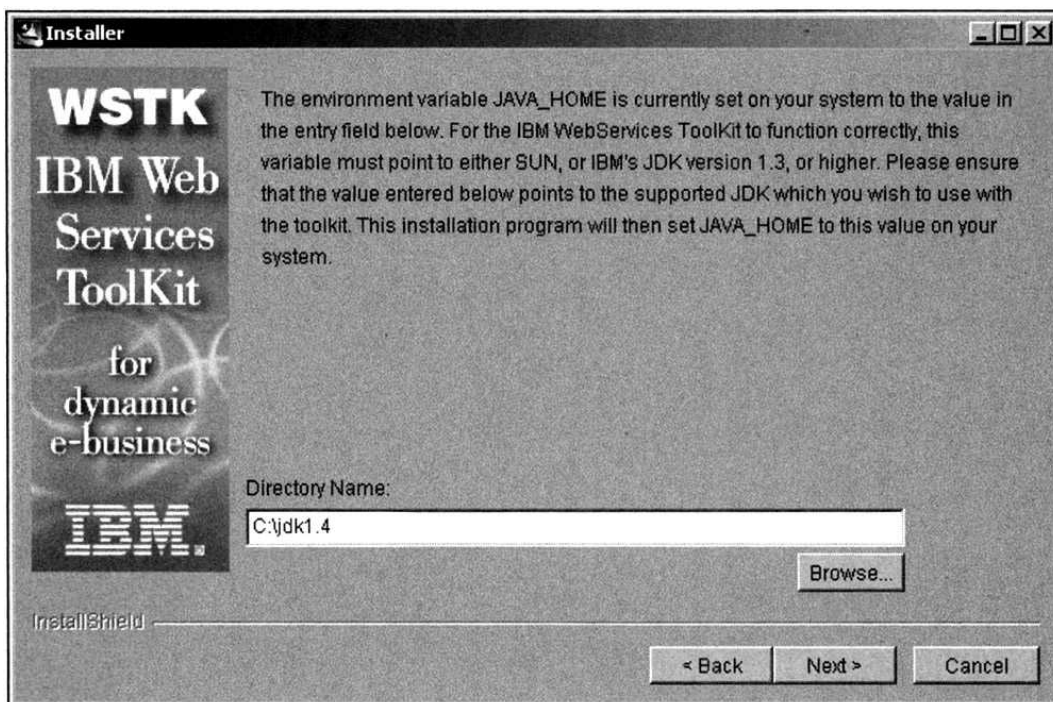 Installer
WSTK
IBM Web
Services
ToolKit
for
dynamic
e-business
IBM.
The environment variable JAVA_HOME is currently set on your system to the value in
the entry field below. For the IBM WebServices ToolKit to function correctly, this
variable must point to either SUN, or IBM's JDK version 1.3, or higher. Please ensure
that the value entered below points to the supported JDK which you wish to use with
the toolkit. This installation program will then set JAVA_HOME to this value on your
system.
Directory Name:
C:\jdk1.4
Browse...
InstallShield
< Back Next > Cancel